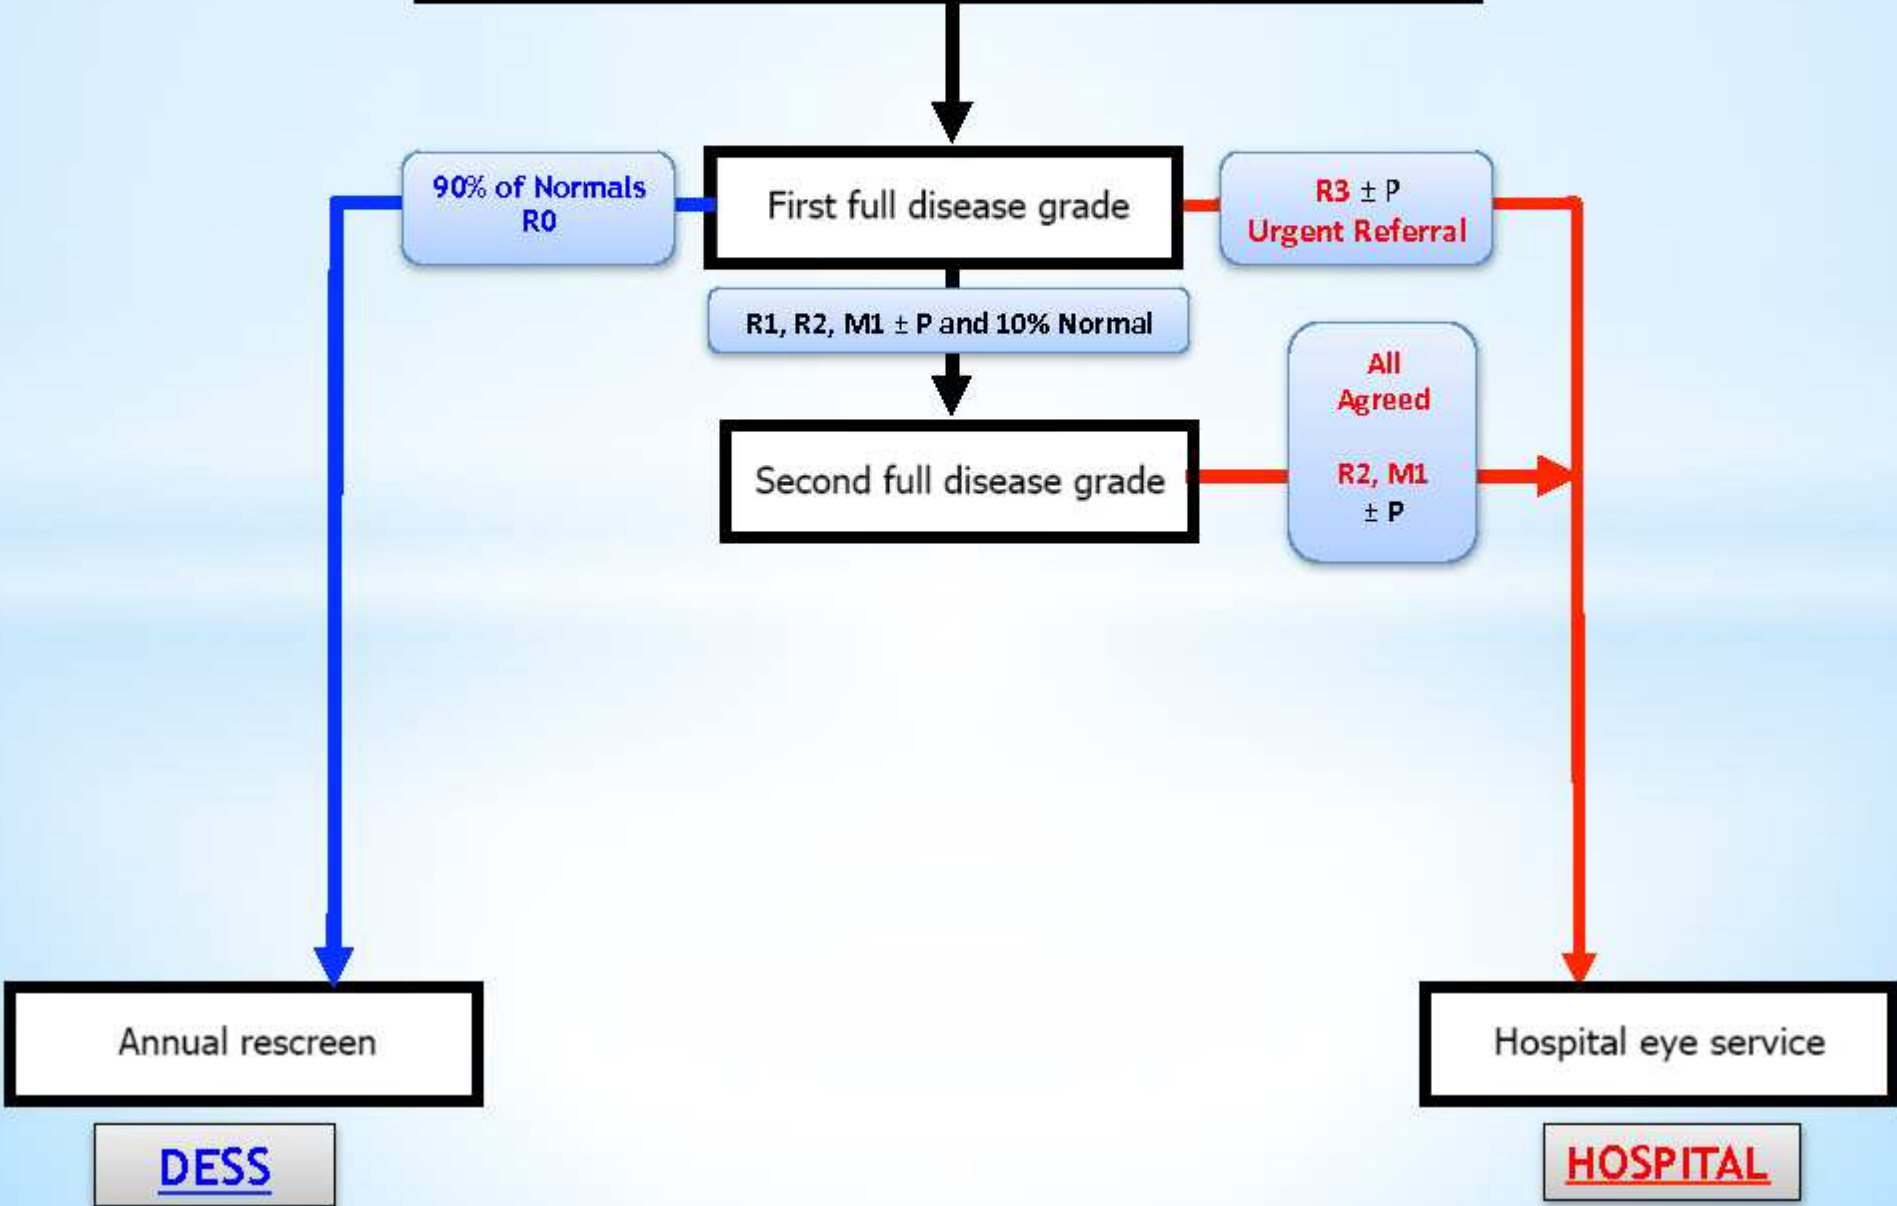 90% of Normals
R0
First full disease grade
R3 ± P
Urgent Referral
R1, R2, M1 ± P and 10% Normal
All
Agreed
R2, M1
± P
Second full disease grade
Annual rescreen
Hospital eye service
DESS
HOSPITAL